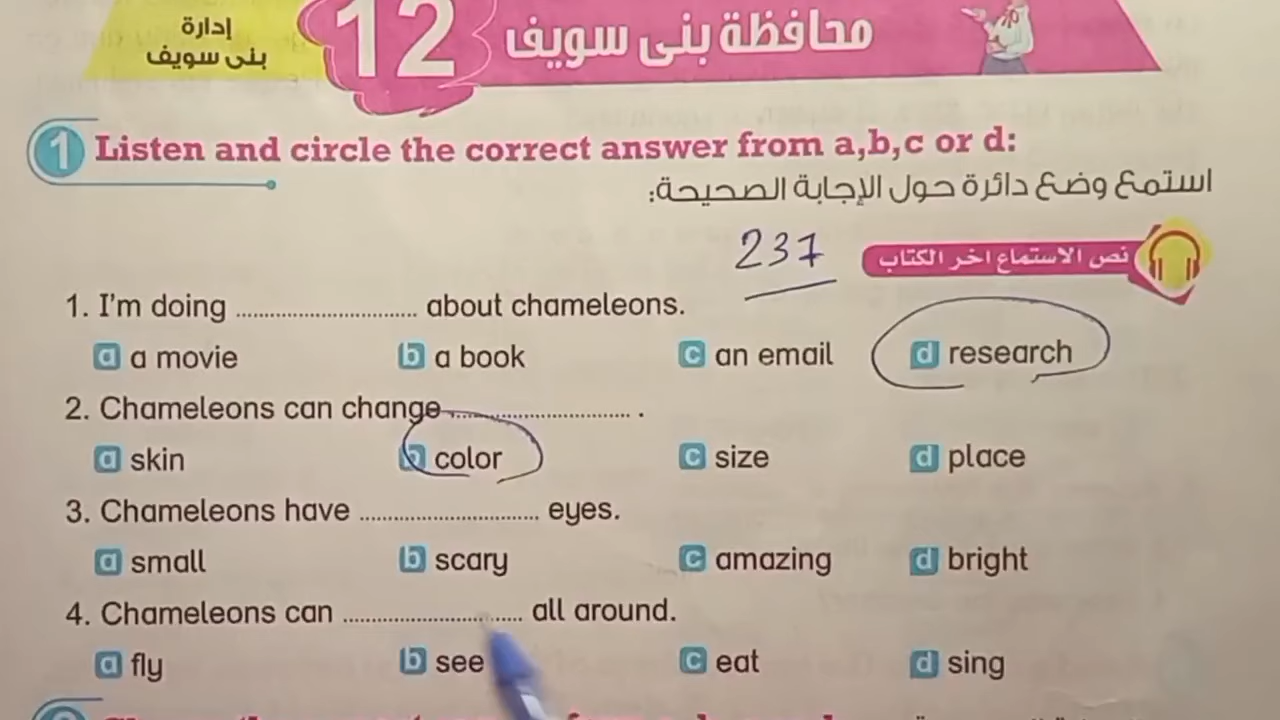 إدارة
بنى سويف
12
محافظة بنى سويف
1 Listen and circle the correct answer from a,b,c or d:
استمع وضع دائرة حول الإجابة الصحيحة:
237
نص الاستماع اخر الكتاب
1. I'm doing .............................. about chameleons.
a a movie b a book c an email d research
2. Chameleons can change .............................. .
a skin b color c size d place
3. Chameleons have .............................. eyes.
a small b scary c amazing d bright
4. Chameleons can .............................. all around.
a fly b see c eat d sing